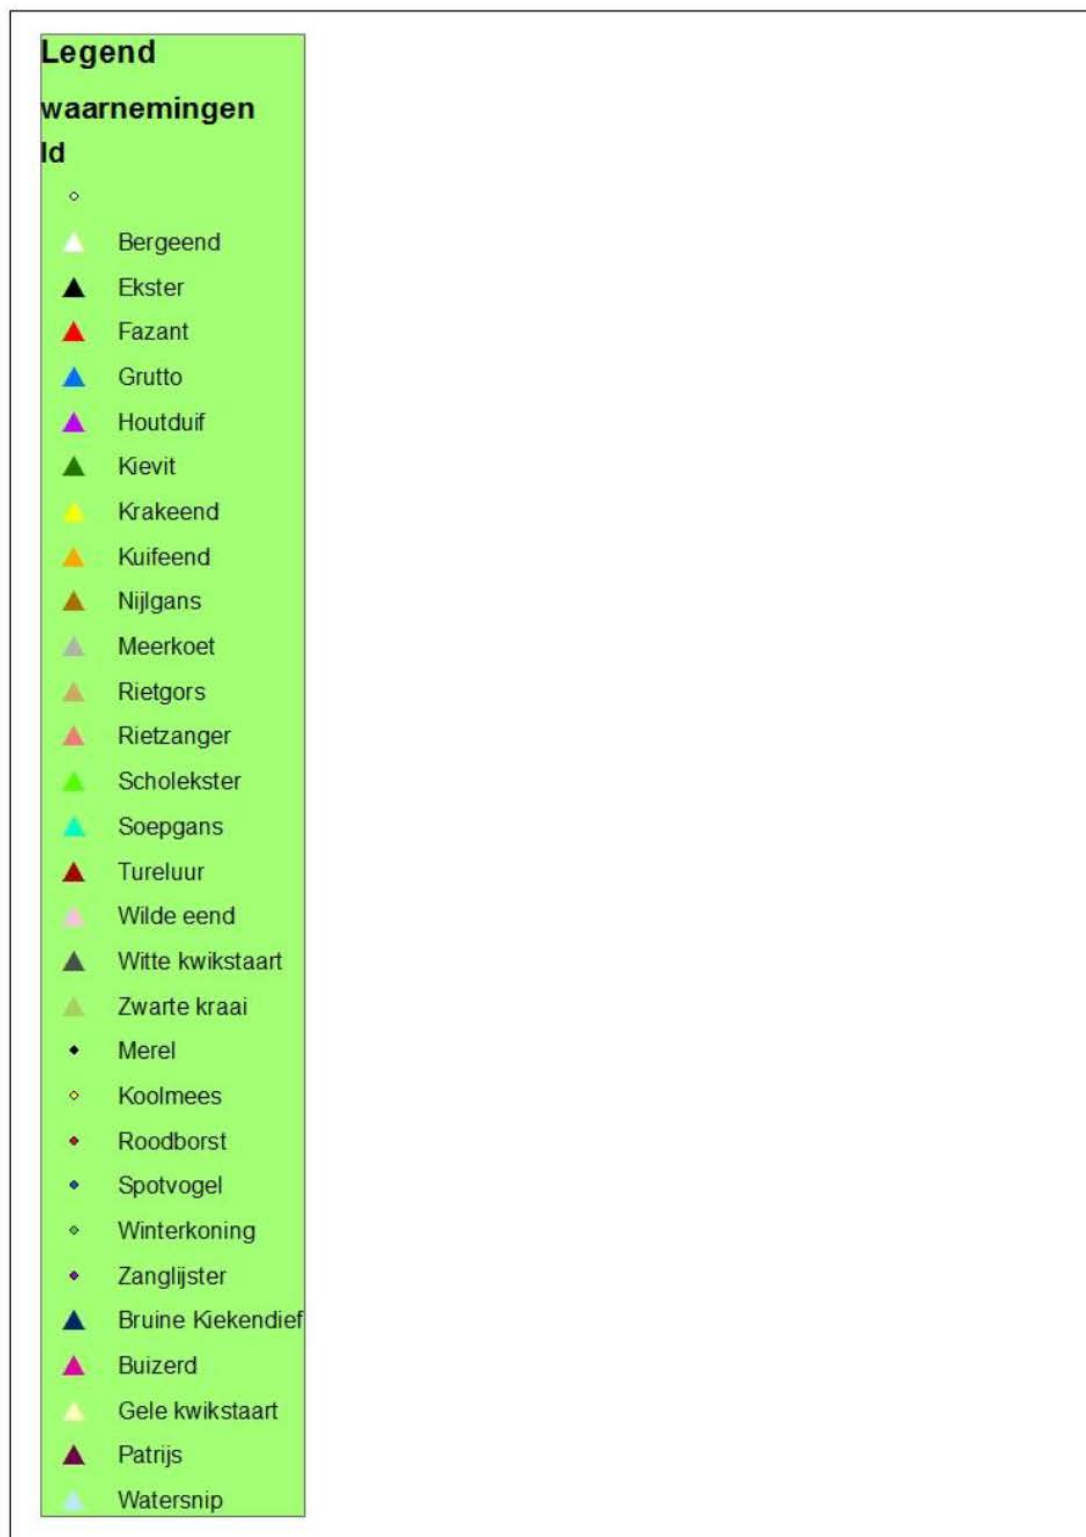 Legend
waarnemingen
Id
Bergeend
Ekster
Fazant
Grutto
Houtduif
Kievit
Krakeend
Kuifeend
Nijlgans
Meerkoet
Rietgors
Rietzanger
Scholekster
Soepgans
Tureluur
Wilde eend
Witte kwikstaart
Zwarte kraai
Merel
Koolmees
Roodborst
Spotvogel
Winterkoning
Zanglijster
Bruine Kiekendief
Buizerd
Gele kwikstaart
Patrijs
Watersnip